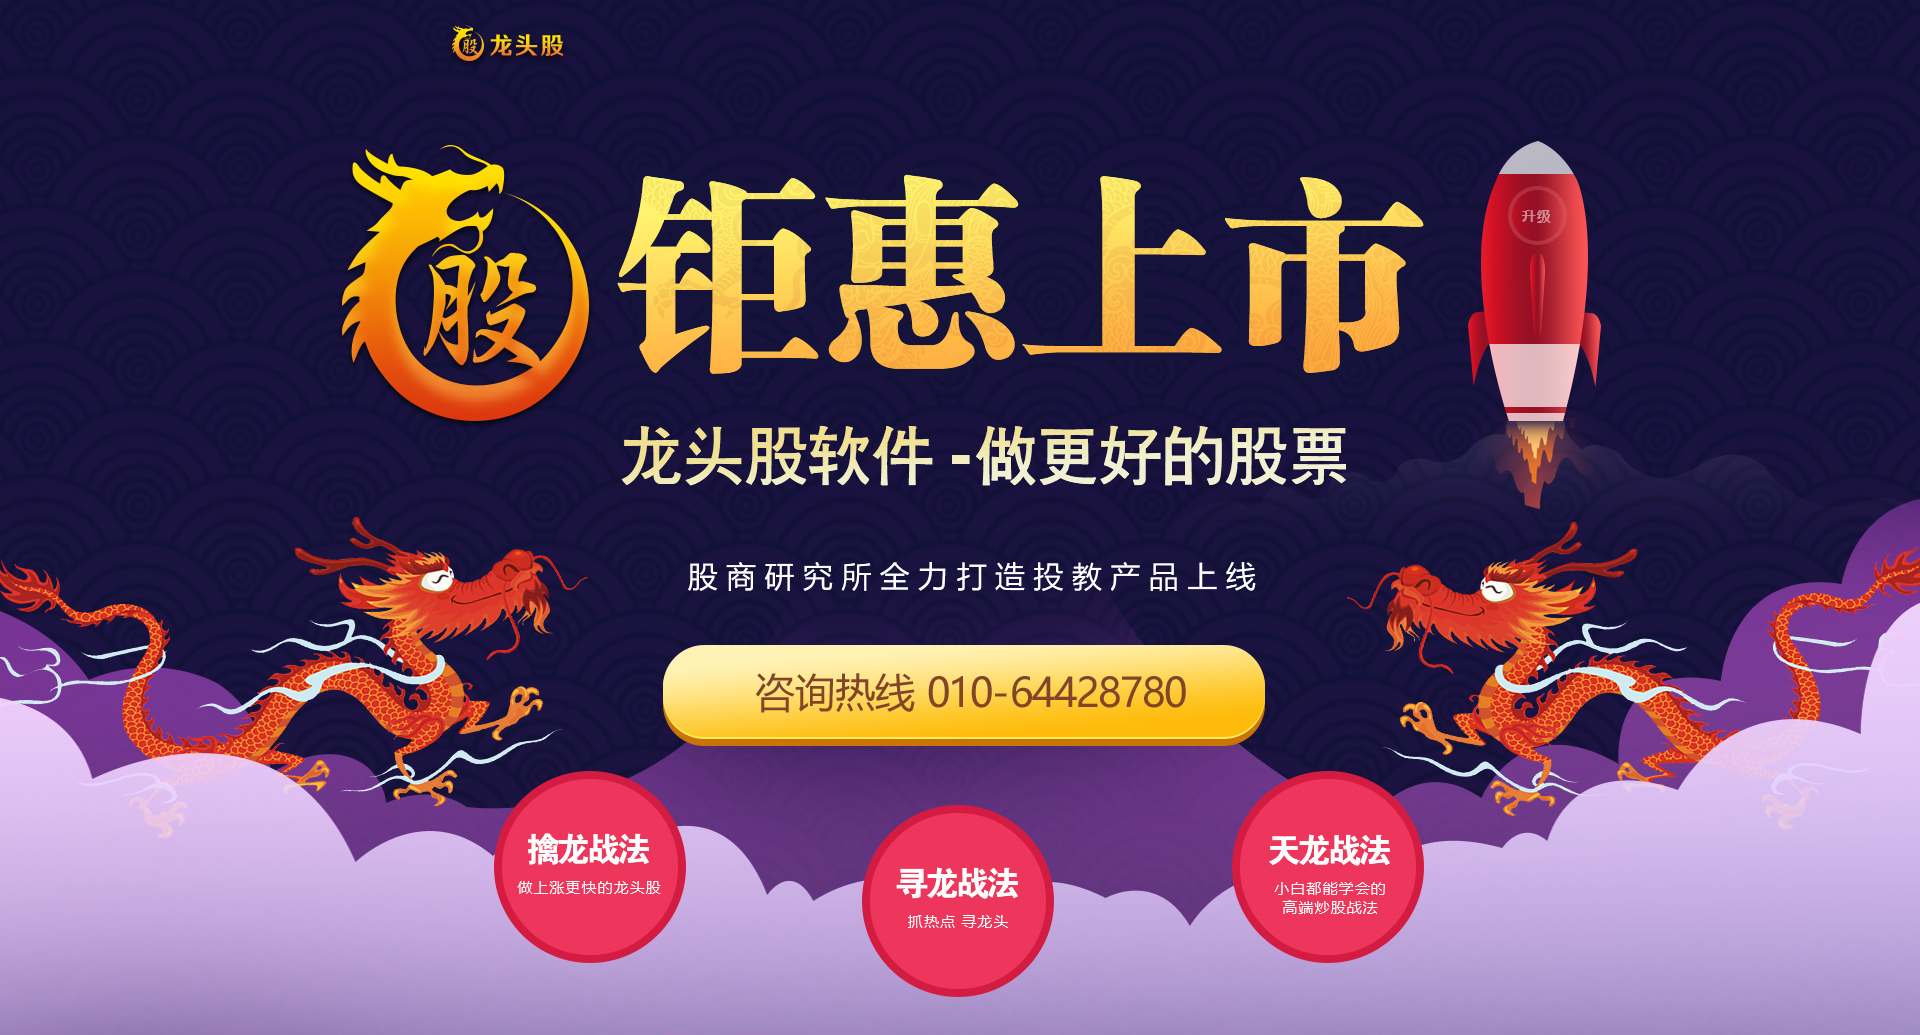 股 龙头股
股
钜惠上市
升级
龙头股软件 -做更好的股票
股商研究所全力打造投教产品上线
咨询热线 010-64428780
擒龙战法
做上涨更快的龙头股
寻龙战法
抓热点 寻龙头
天龙战法
小白都能学会的
高端炒股战法